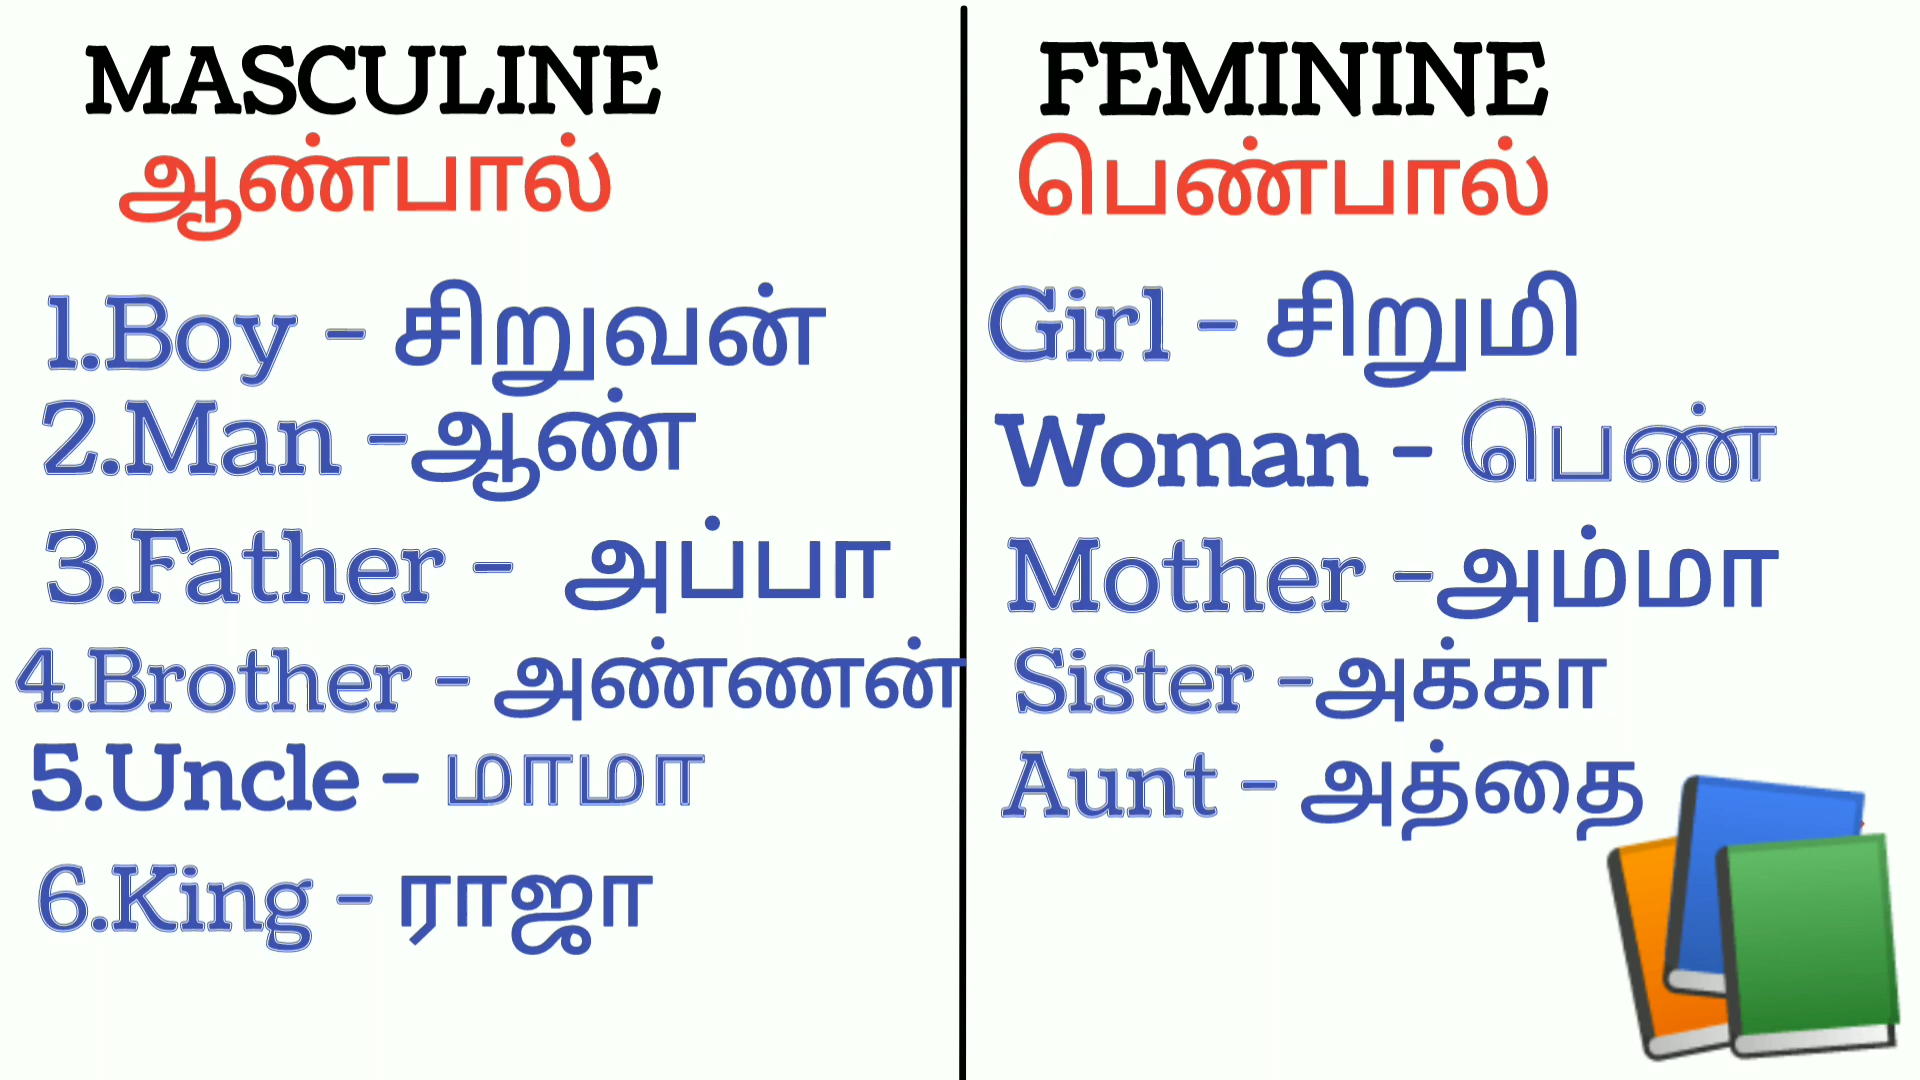 MASCULINE
ஆண்பால்
1.Boy - சிறுவன்
2.Man -ஆண்
3.Father - அப்பா
4.Brother - அண்ணன்
5.Uncle - மாமா
6.King - ராஜா
FEMININE
பெண்பால்
Girl - சிறுமி
Woman - பெண்
Mother -அம்மா
Sister -அக்கா
Aunt - அத்தை